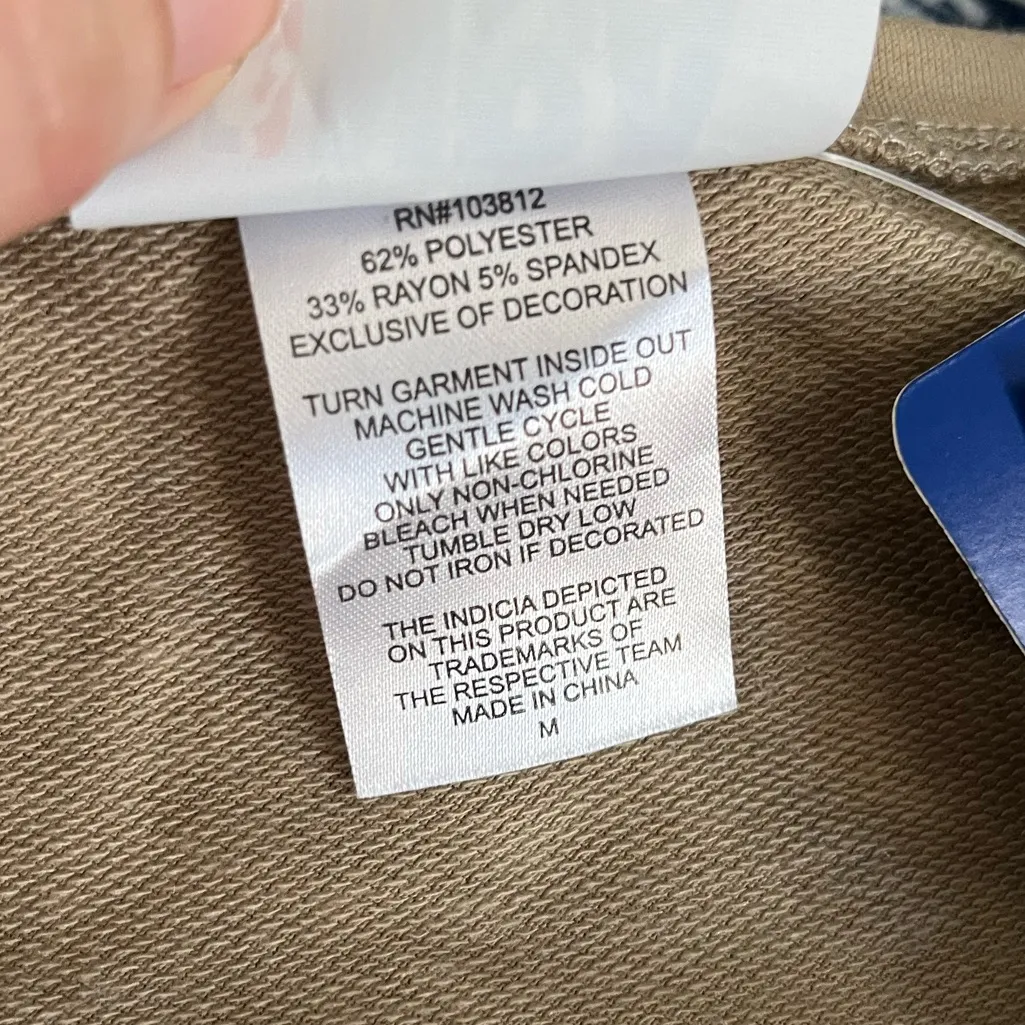 RN#103812
62% POLYESTER
33% RAYON 5% SPANDEX
EXCLUSIVE OF DECORATION
TURN GARMENT INSIDE OUT
MACHINE WASH COLD
GENTLE CYCLE
WITH LIKE COLORS
ONLY NON-CHLORINE
BLEACH WHEN NEEDED
TUMBLE DRY LOW
DO NOT IRON IF DECORATED
THE INDICIA DEPICTED
ON THIS PRODUCT ARE
TRADEMARKS OF
THE RESPECTIVE TEAM
MADE IN CHINA
M